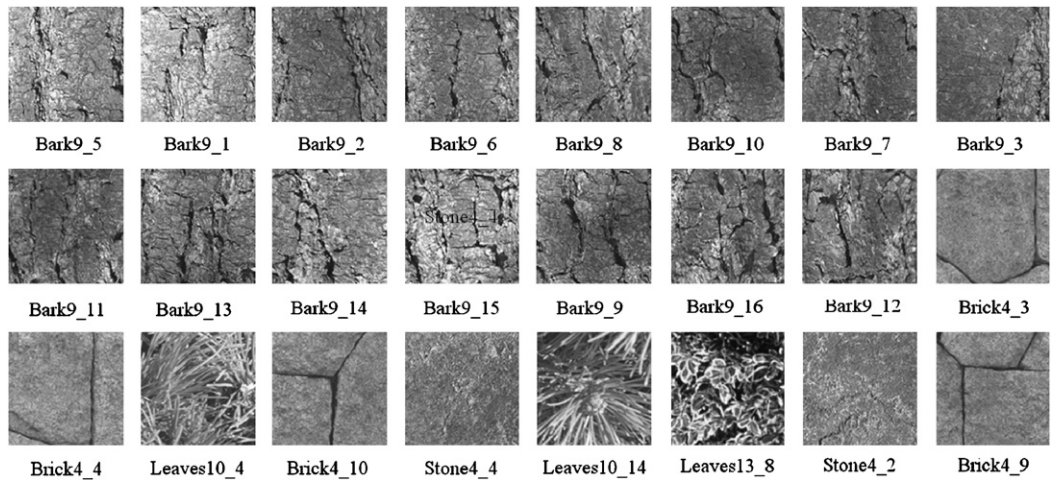 Bark9_5 Bark9_1 Bark9_2 Bark9_6 Bark9_8 Bark9_10 Bark9_7 Bark9_3
Bark9_11 Bark9_13 Bark9_14 Bark9_15 Bark9_9 Bark9_16 Bark9_12 Brick4_3
Brick4_4 Leaves10_4 Brick4_10 Stone4_4 Leaves10_14 Leaves13_8 Stone4_2 Brick4_9